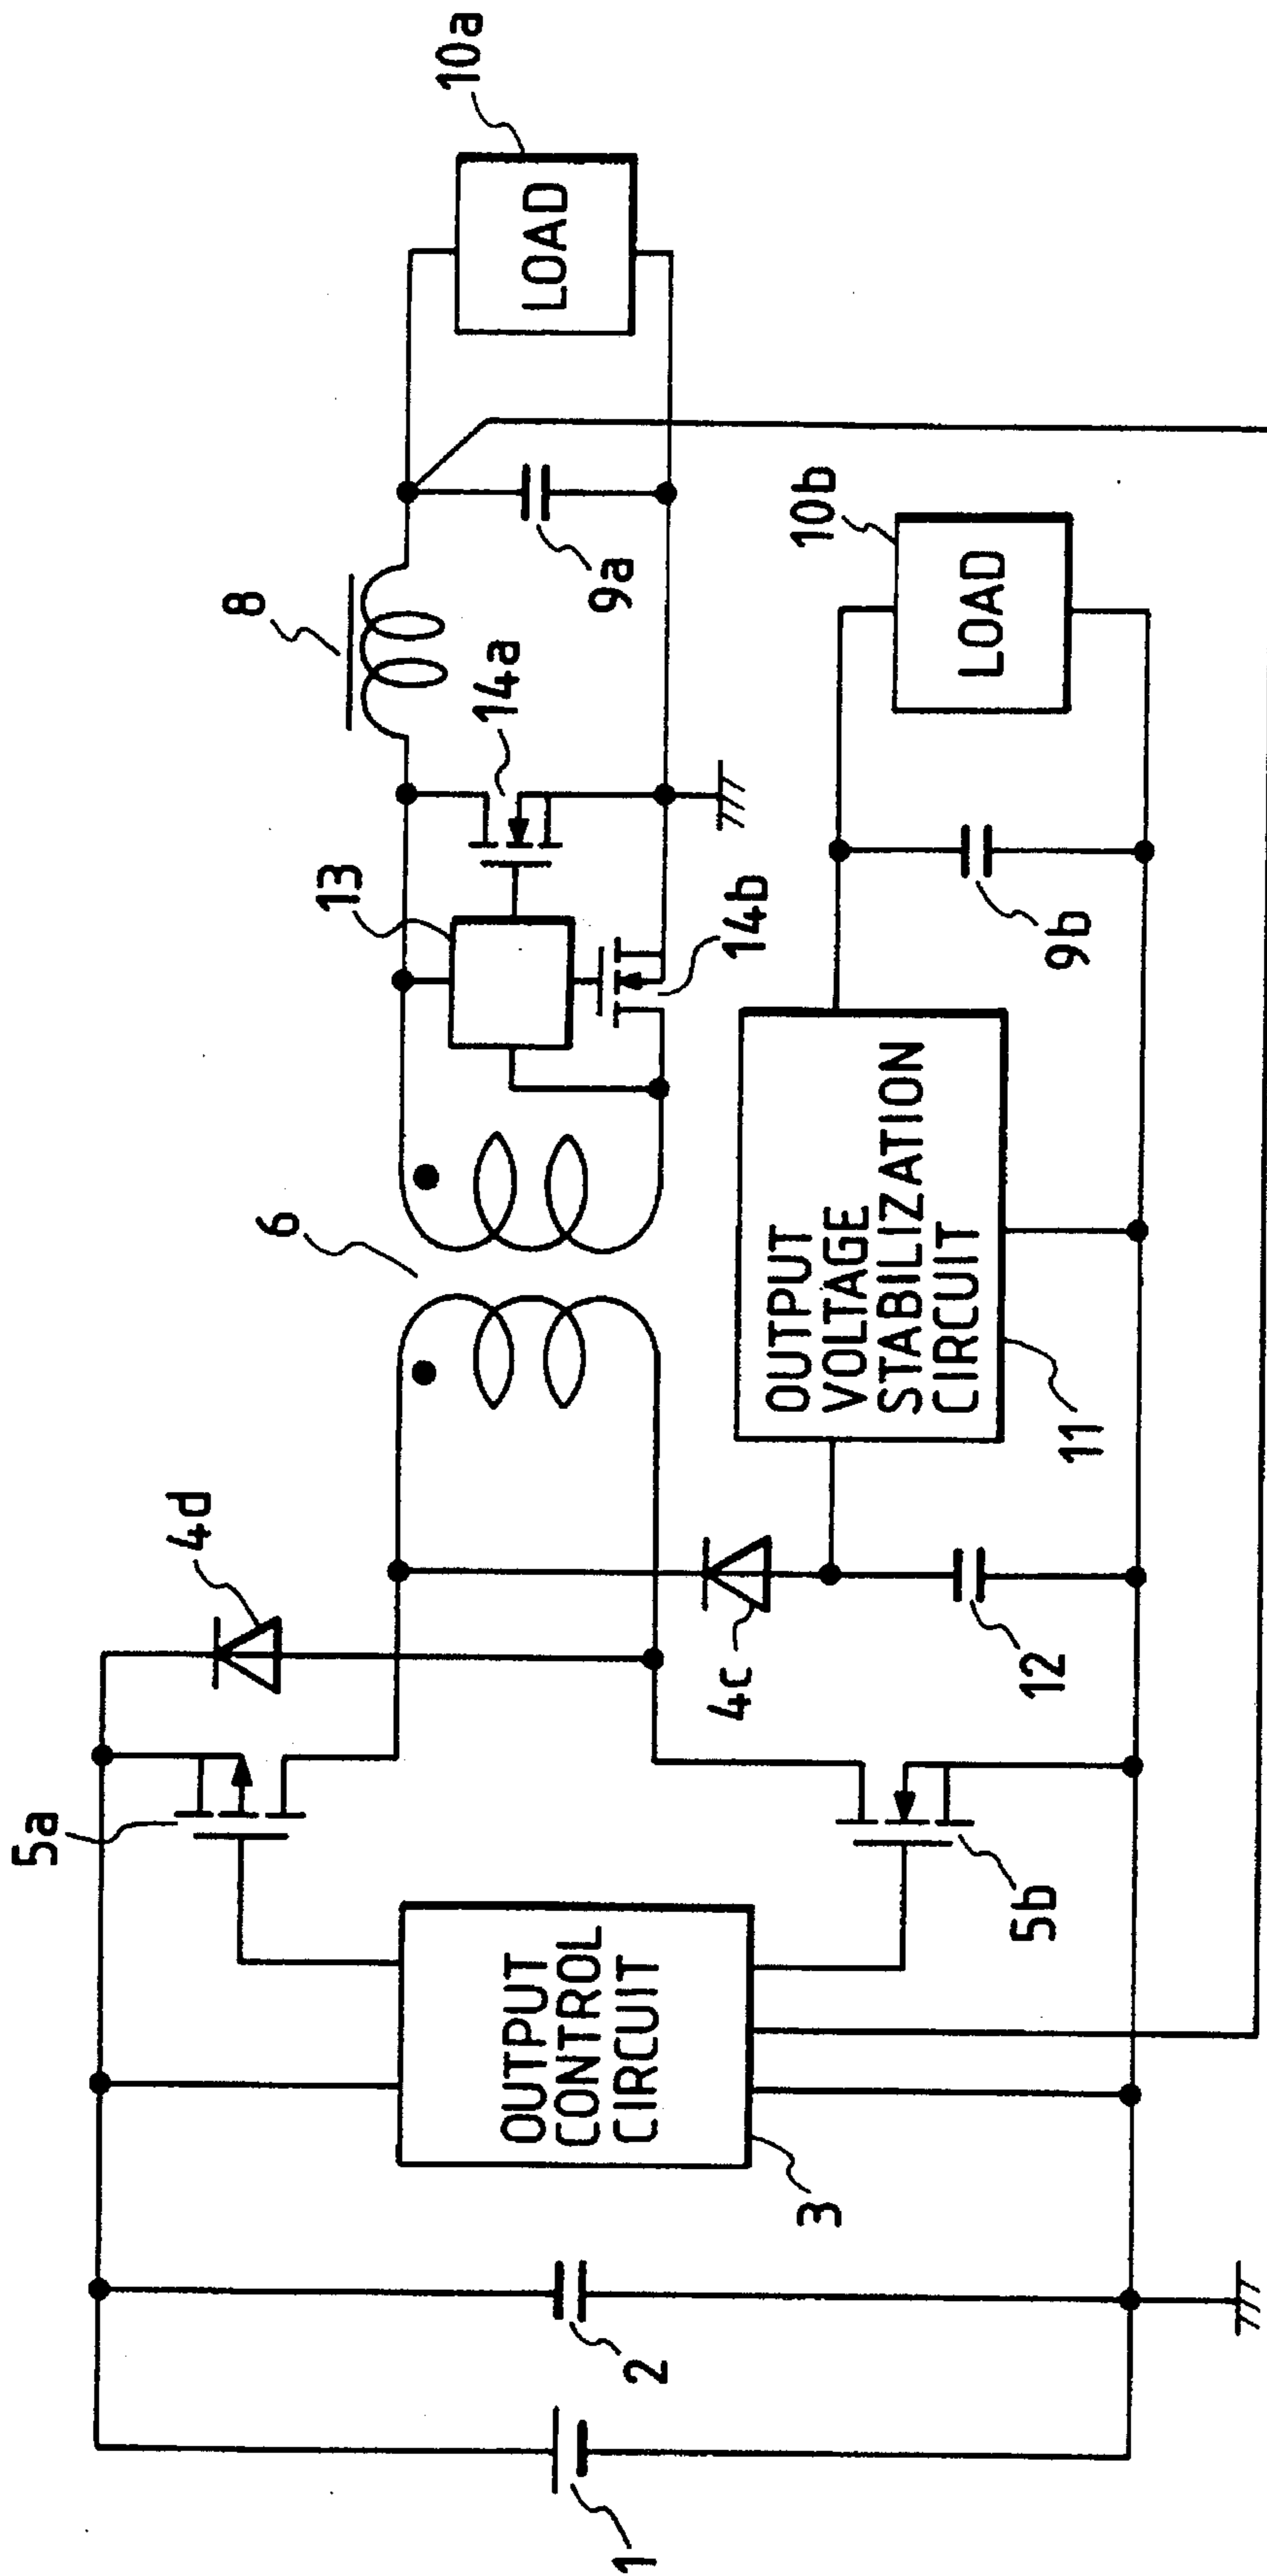 4d
5a
OUTPUT
CONTROL
CIRCUIT
3
5b
1
2
4c
12
6
8
13
14a
14b
9a
LOAD
10a
OUTPUT
VOLTAGE
STABILIZATION
CIRCUIT
11
9b
LOAD
10b